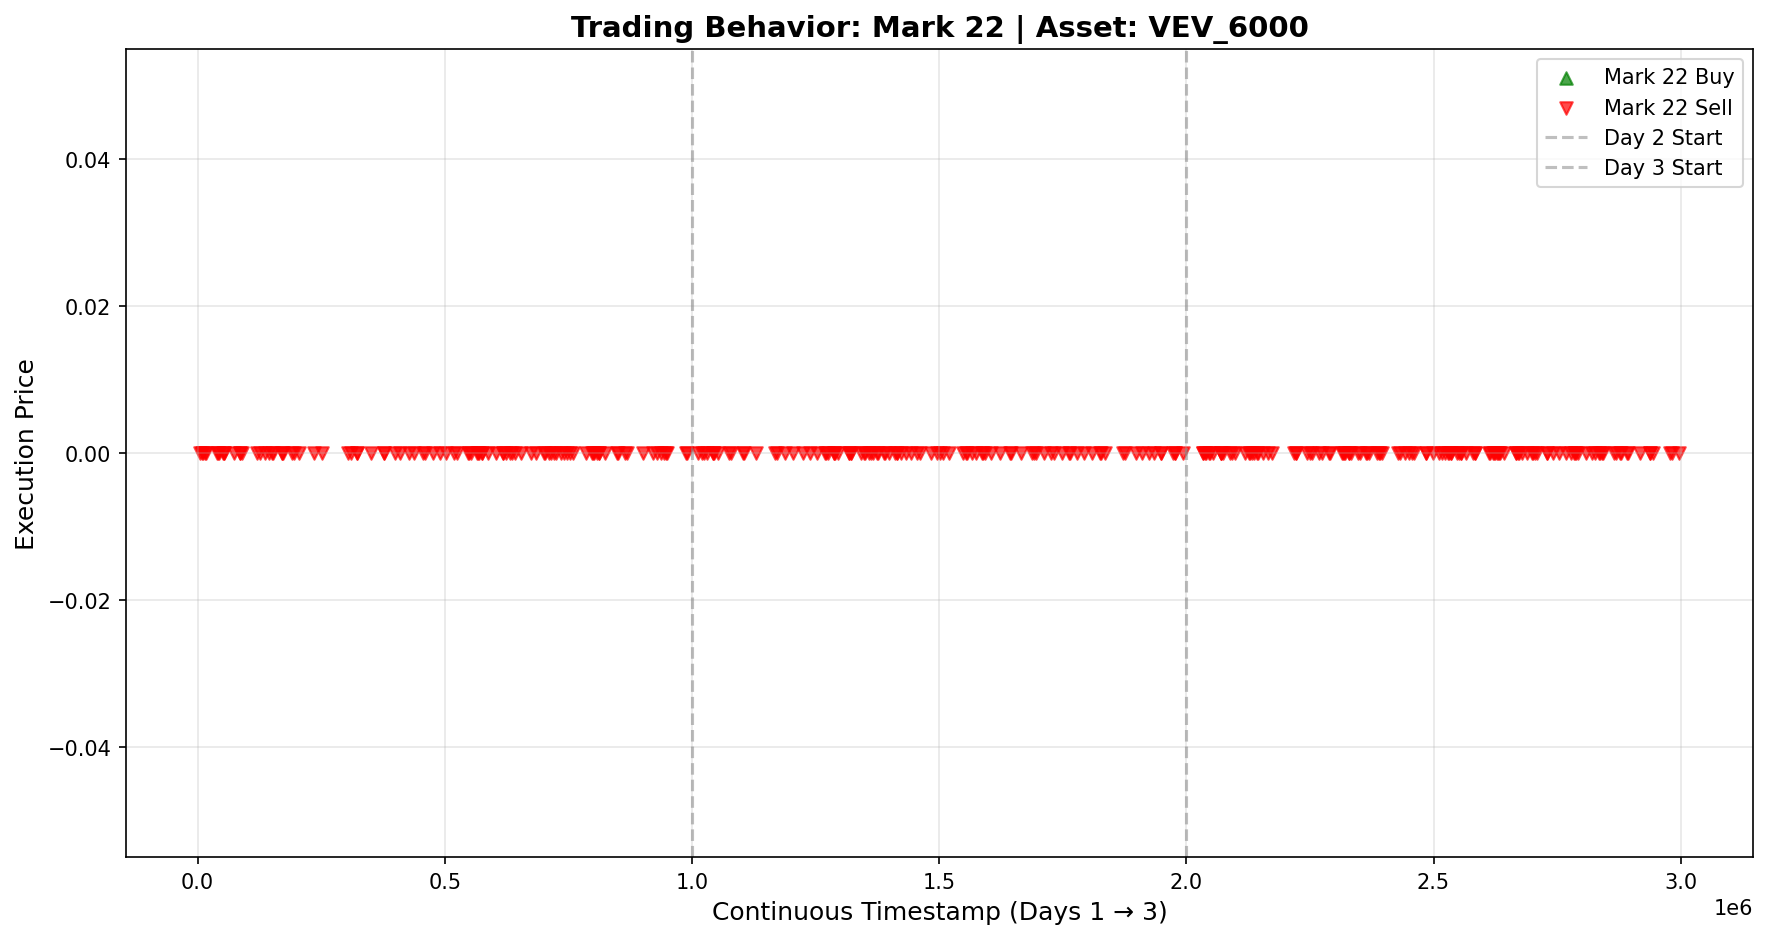 Trading Behavior: Mark 22 | Asset: VEV_6000
Mark 22 Buy
Mark 22 Sell
Day 2 Start
Day 3 Start
Execution Price
0.04
0.02
0.00
−0.02
−0.04
0.0
0.5
1.0
1.5
2.0
2.5
3.0
1e6
Continuous Timestamp (Days 1 → 3)